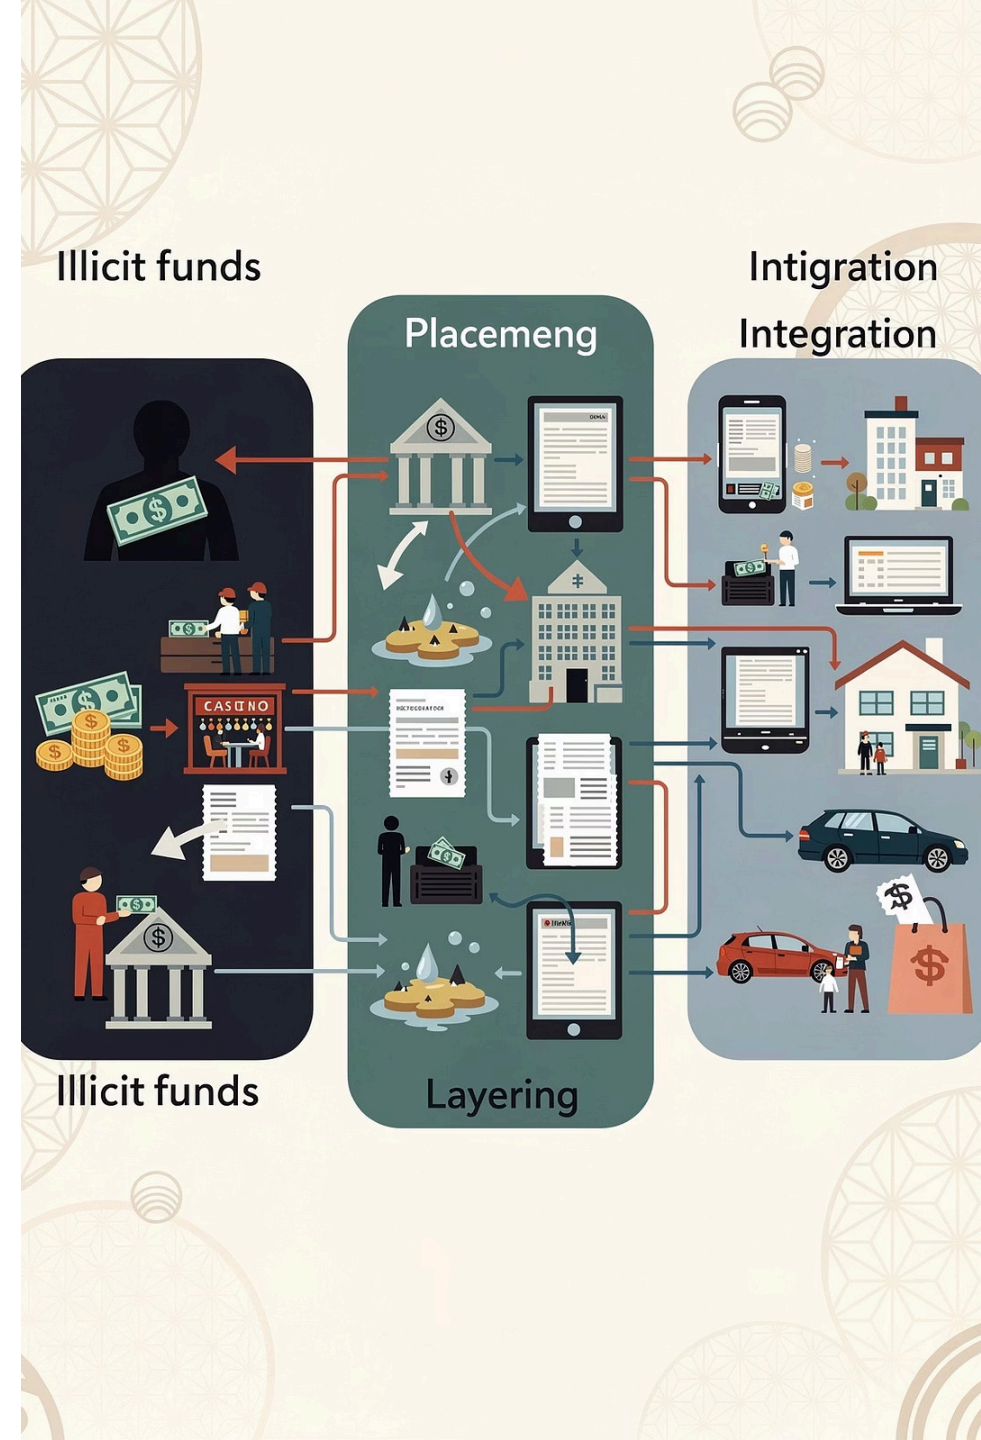 Illicit funds
Intigration
Placemeng
Integration
$
$
CASINO
$
$
$
$
$
$
$
$
$
Illicit funds
Layering